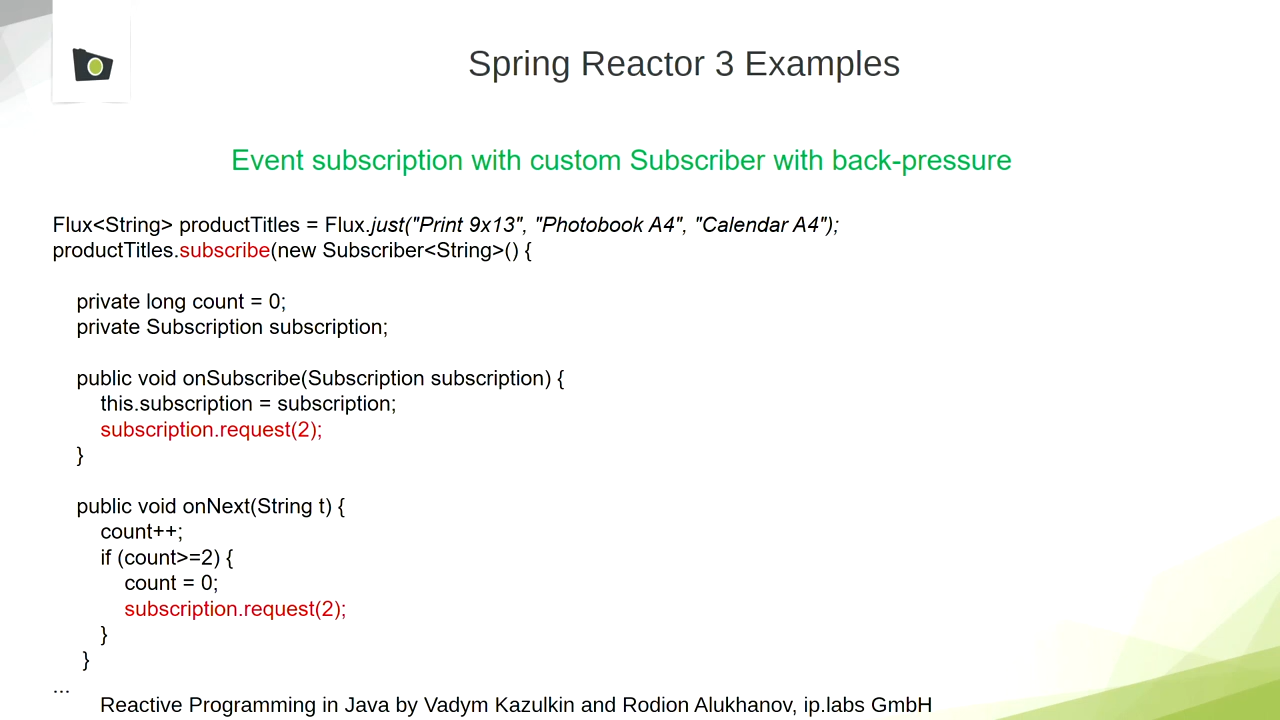 Spring Reactor 3 Examples
Event subscription with custom Subscriber with back-pressure
Flux<String> productTitles = Flux.just("Print 9x13", "Photobook A4", "Calendar A4");
productTitles.subscribe(new Subscriber<String>() {
private long count = 0;
private Subscription subscription;
public void onSubscribe(Subscription subscription) {
this.subscription = subscription;
subscription.request(2);
}
public void onNext(String t) {
count++;
if (count>=2) {
count = 0;
subscription.request(2);
}
}
...
Reactive Programming in Java by Vadym Kazulkin and Rodion Alukhanov, ip.labs GmbH